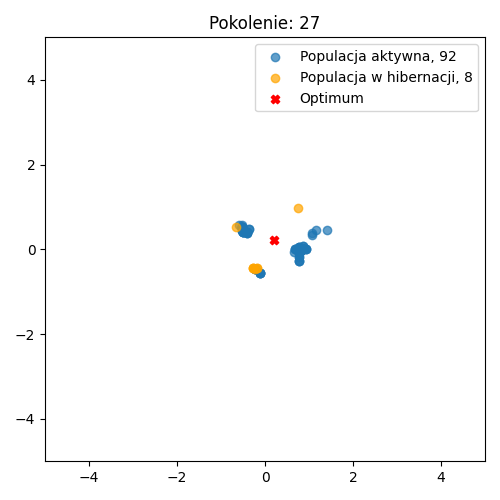 Pokolenie: 27
Populacja aktywna, 92
Populacja w hibernacji, 8
Optimum
4
2
0
−2
−4
−4
−2
0
2
4